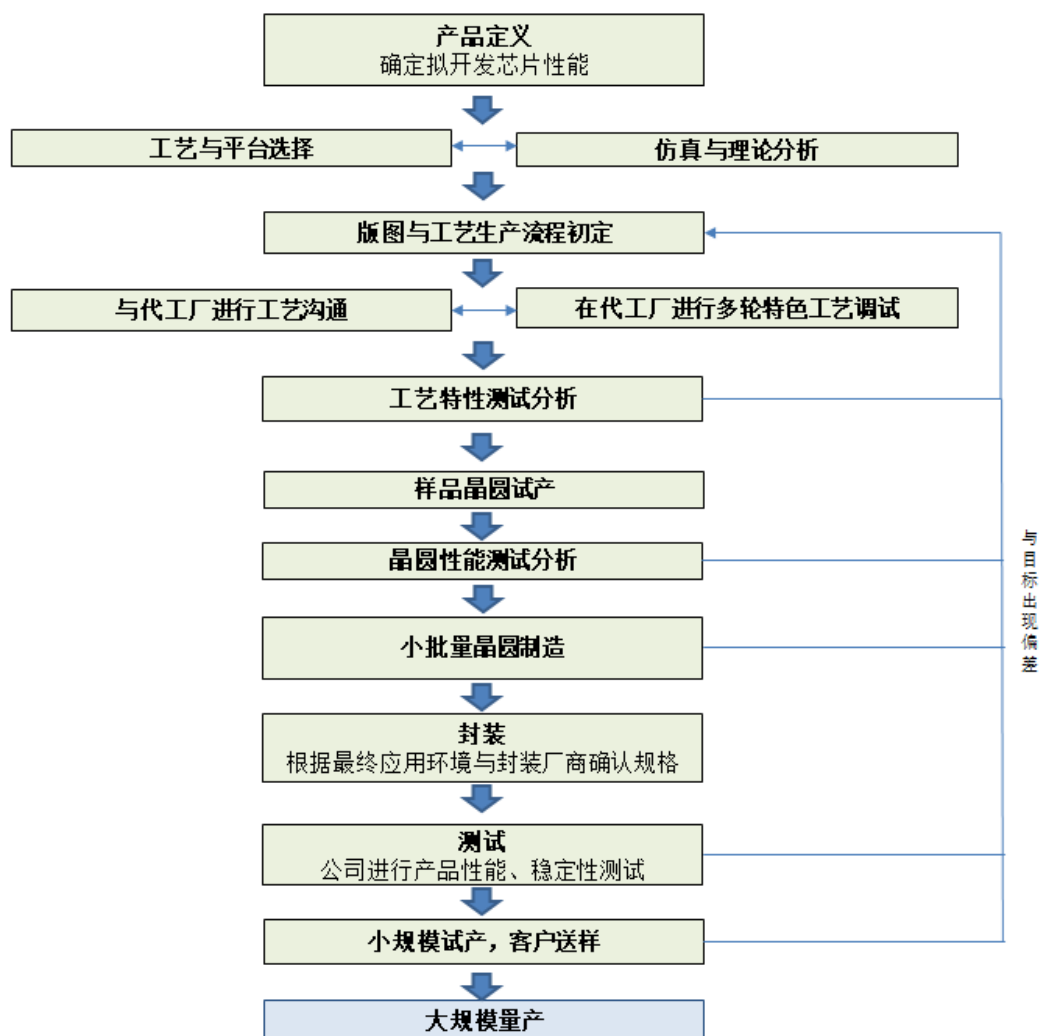 产品定义
确定拟开发芯片性能
工艺与平台选择
仿真与理论分析
版图与工艺生产流程初定
与代工厂进行工艺沟通
在代工厂进行多轮特色工艺调试
工艺特性测试分析
样品晶圆试产
晶圆性能测试分析
小批量晶圆制造
封装
根据最终应用环境与封装厂商确认规格
测试
公司进行产品性能、稳定性测试
小规模试产，客户送样
大规模量产
与目标出现偏差